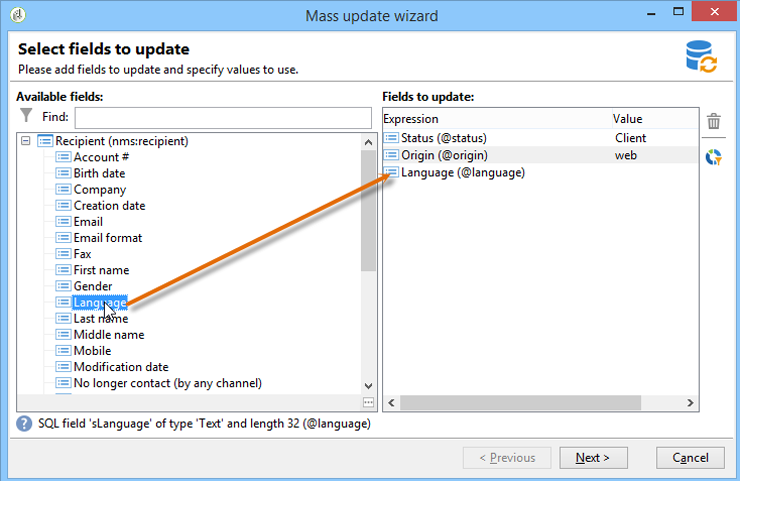 Mass update wizard
Select fields to update
Please add fields to update and specify values to use.
Available fields:
Find:
Recipient (nms:recipient)
Account #
Birth date
Company
Creation date
Email
Email format
Fax
First name
Gender
Language
Last name
Middle name
Mobile
Modification date
No longer contact (by any channel)
Fields to update:
Expression Value
Status (@status) Client
Origin (@origin) web
Language (@language)
SQL field 'sLanguage' of type 'Text' and length 32 (@language)
< Previous Next > Cancel